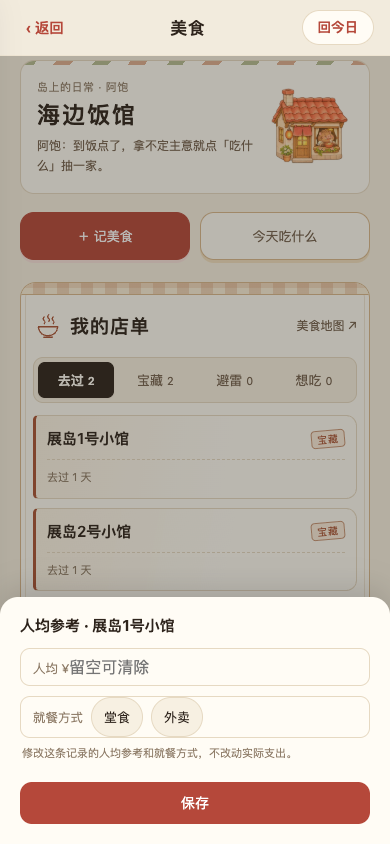 ‹ 返回
美食
回今日
岛上的日常 · 阿饱
海边饭馆
阿饱：到饭点了，拿不定主意就点「吃什
么」抽一家。
＋ 记美食
今天吃什么
我的店单
美食地图 ↗
去过 2
宝藏 2
避雷 0
想吃 0
展岛1号小馆
宝藏
去过 1 天
展岛2号小馆
宝藏
去过 1 天
人均参考 · 展岛1号小馆
人均 ¥留空可清除
就餐方式
堂食
外卖
修改这条记录的人均参考和就餐方式，不改动实际支出。
保存